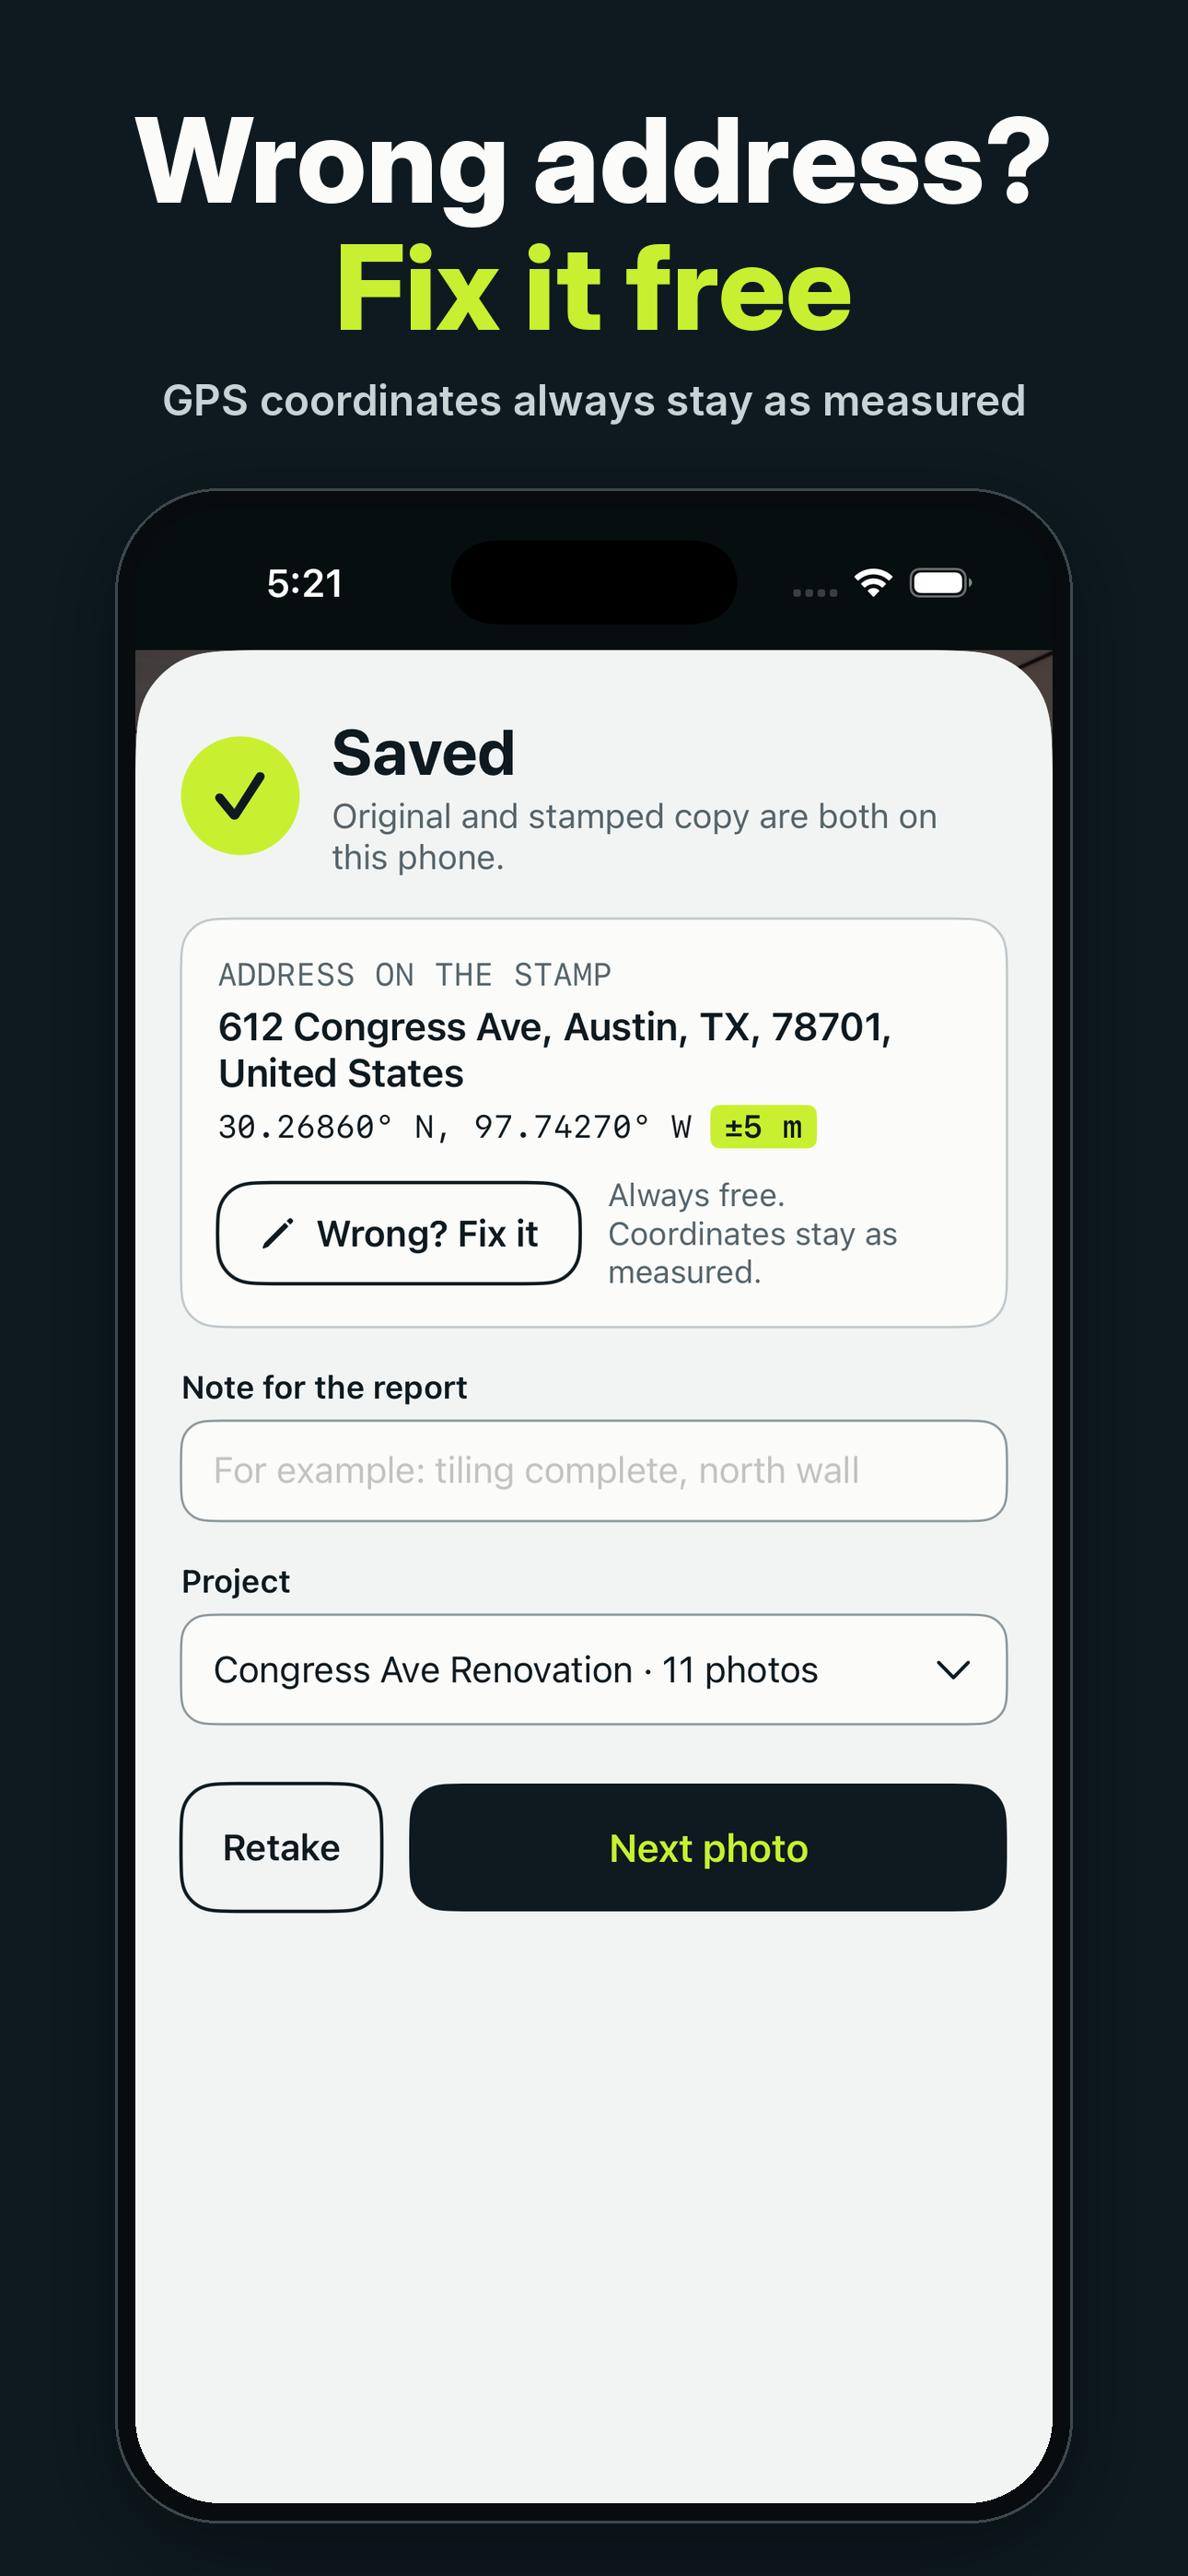 Wrong address?
Fix it free
GPS coordinates always stay as measured
5:21
Saved
Original and stamped copy are both on
this phone.
ADDRESS ON THE STAMP
612 Congress Ave, Austin, TX, 78701,
United States
30.26860° N, 97.74270° W ±5 m
Wrong? Fix it
Always free.
Coordinates stay as
measured.
Note for the report
For example: tiling complete, north wall
Project
Congress Ave Renovation · 11 photos
Retake
Next photo